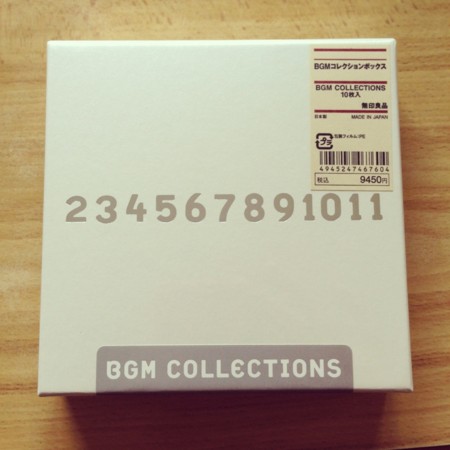 BGMコレクションボックス
BGM COLLECTIONS
10枚入
無印良品
日本製 MADE IN JAPAN
プラ 包装フィルム:PE
4945247467604
税込 9450円
234567891011
BGM COLLECTIONS